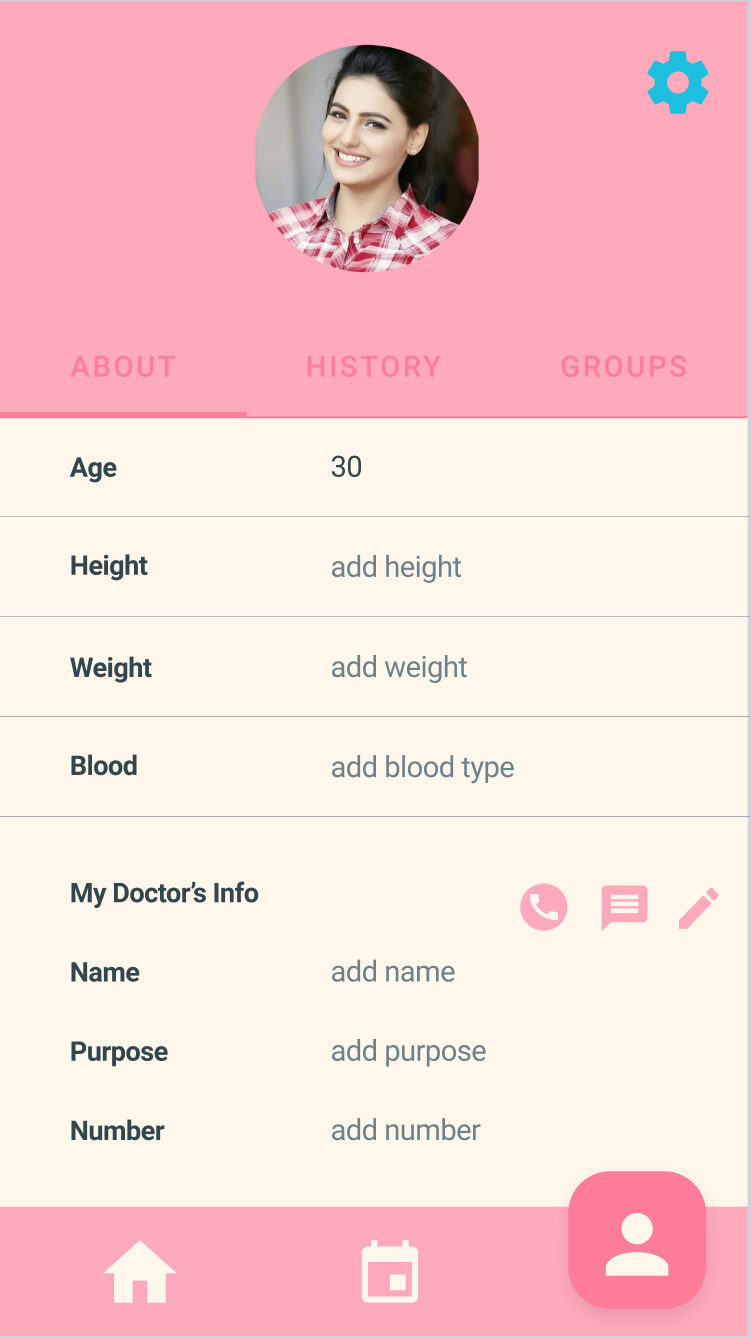 ABOUT HISTORY GROUPS
Age 30
Height add height
Weight add weight
Blood add blood type
My Doctor’s Info
Name add name
Purpose add purpose
Number add number